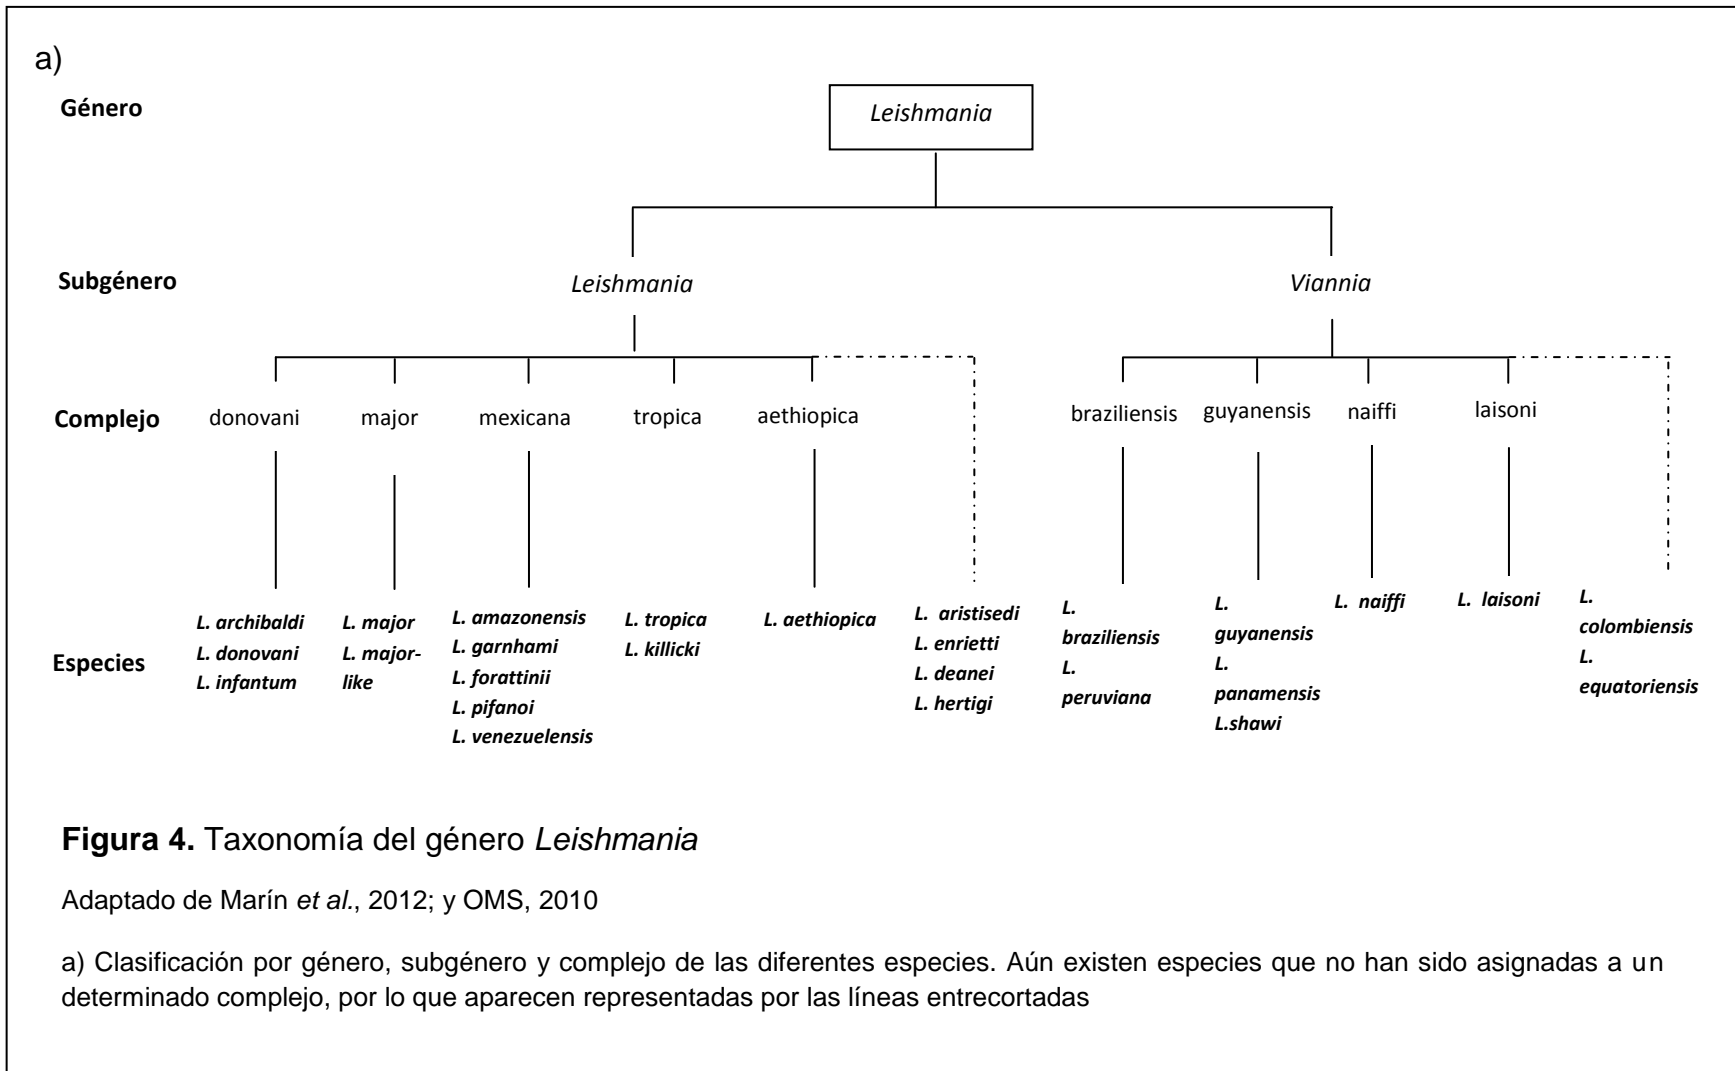 a)
Género
Leishmania
Subgénero
Leishmania
Viannia
Complejo
donovani
major
mexicana
tropica
aethiopica
braziliensis
guyanensis
naiffi
laisoni
Especies
L. archibaldi
L. donovani
L. infantum
L. major
L. major-
like
L. amazonensis
L. garnhami
L. forattinii
L. pifanoi
L. venezuelensis
L. tropica
L. killicki
L. aethiopica
L. aristisedi
L. enrietti
L. deanei
L. hertigi
L.
braziliensis
L.
peruviana
L.
guyanensis
L.
panamensis
L.shawi
L. naiffi
L. laisoni
L.
colombiensis
L.
equatoriensis
Figura 4. Taxonomía del género Leishmania
Adaptado de Marín et al., 2012; y OMS, 2010
a) Clasificación por género, subgénero y complejo de las diferentes especies. Aún existen especies que no han sido asignadas a un
determinado complejo, por lo que aparecen representadas por las líneas entrecortadas